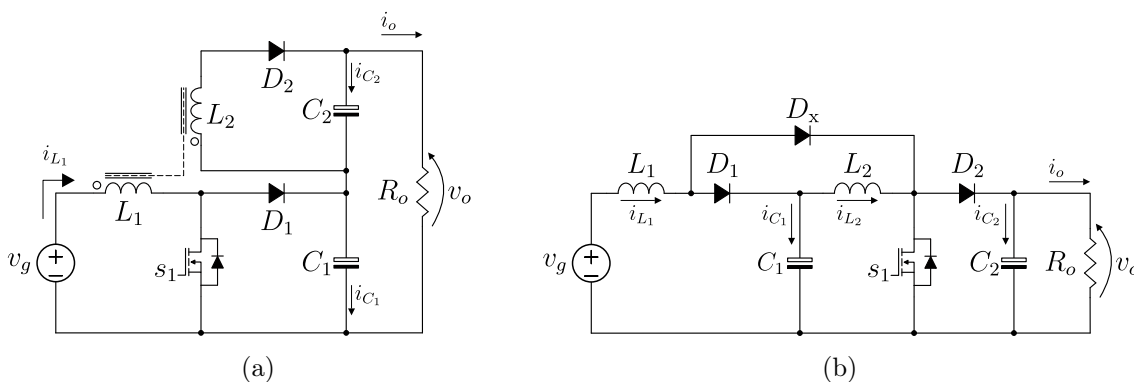 i_o
D_2
i_{C_2}
L_2
C_2
i_{L_1}
L_1
D_1
R_o
v_o
v_g
s_1
C_1
i_{C_1}
(a)
D_x
L_1
D_1
L_2
D_2
i_o
i_{L_1}
i_{C_1}
i_{L_2}
i_{C_2}
v_g
C_1
s_1
C_2
R_o
v_o
(b)